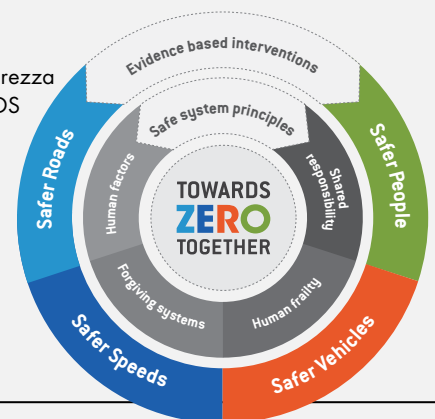 rezza
Evidence based interventions
Safe system principles
Safer Roads
Safer People
Human factors
Shared
responsibility
TOWARDS
ZERO
TOGETHER
Forgiving systems
Human frailty
Safer Speeds
Safer Vehicles